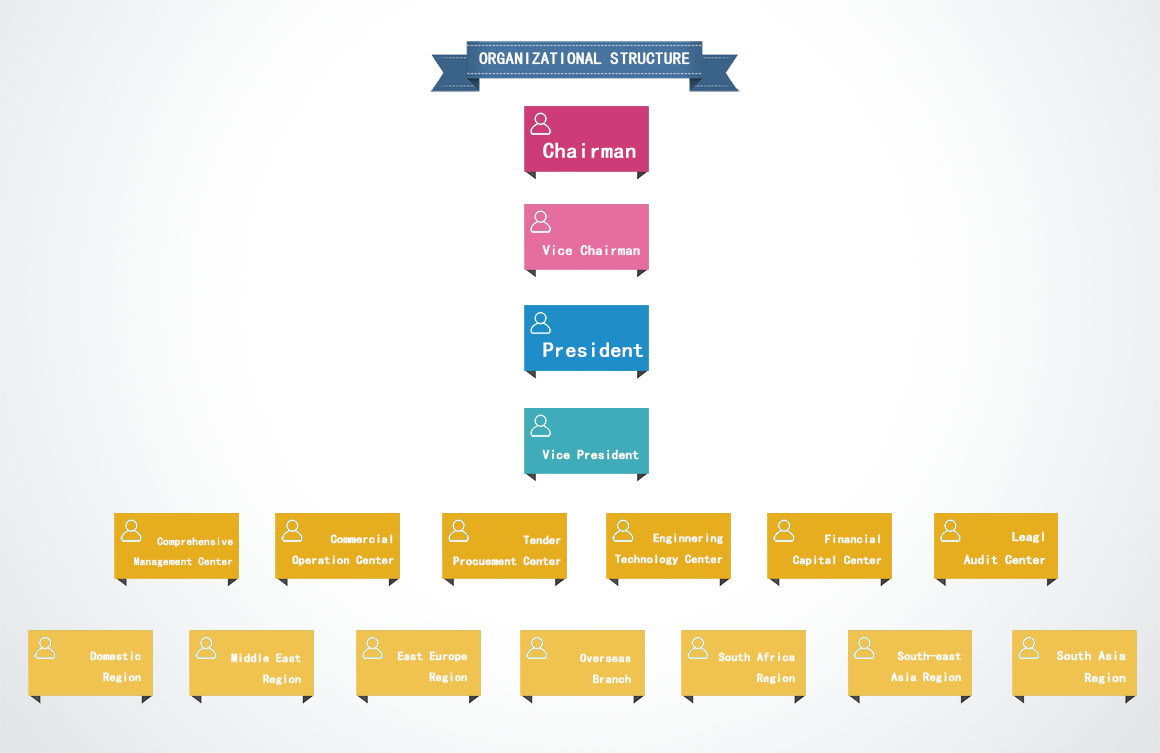 ORGANIZATIONAL STRUCTURE
Chairman
Vice Chairman
President
Vice President
Comprehensive
Management Center
Commercial
Operation Center
Tender
Procuement Center
Enginnering
Technology Center
Financial
Capital Center
Leagl
Audit Center
Domestic
Region
Middle East
Region
East Europe
Region
Overseas
Branch
South Africa
Region
South-east
Asia Region
South Asia
Region